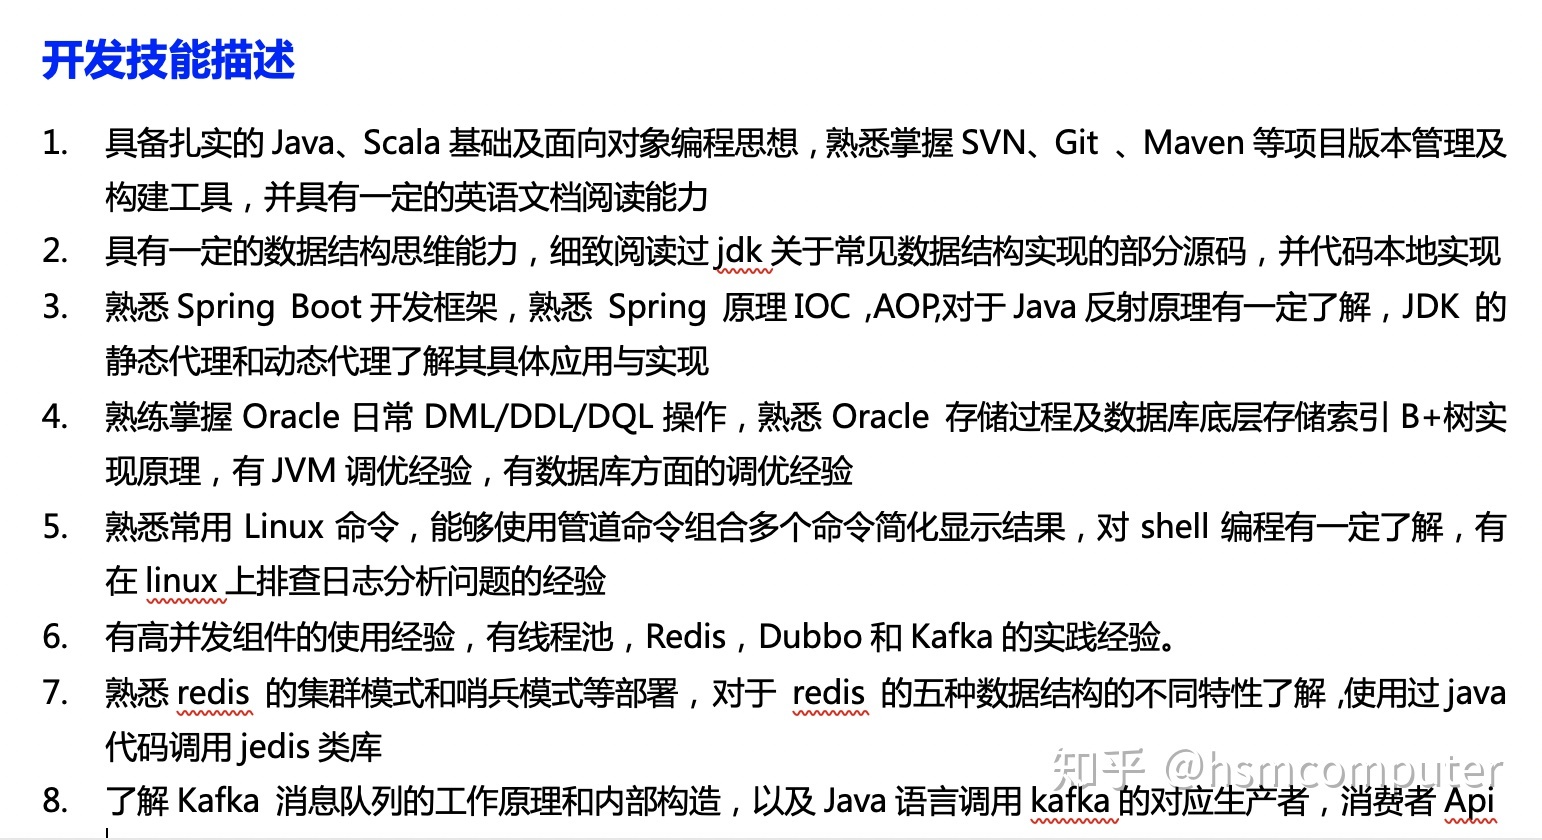 开发技能描述
1. 具备扎实的 Java、Scala 基础及面向对象编程思想，熟悉掌握 SVN、Git 、Maven 等项目版本管理及
构建工具，并具有一定的英语文档阅读能力
2. 具有一定的数据结构思维能力，细致阅读过 jdk 关于常见数据结构实现的部分源码，并代码本地实现
3. 熟悉 Spring Boot 开发框架，熟悉 Spring 原理 IOC ,AOP,对于 Java 反射原理有一定了解，JDK 的
静态代理和动态代理了解其具体应用与实现
4. 熟练掌握 Oracle 日常 DML/DDL/DQL 操作，熟悉 Oracle 存储过程及数据库底层存储索引 B+树实
现原理，有 JVM 调优经验，有数据库方面的调优经验
5. 熟悉常用 Linux 命令，能够使用管道命令组合多个命令简化显示结果，对 shell 编程有一定了解，有
在 linux 上排查日志分析问题的经验
6. 有高并发组件的使用经验，有线程池，Redis，Dubbo 和 Kafka 的实践经验。
7. 熟悉 redis 的集群模式和哨兵模式等部署，对于 redis 的五种数据结构的不同特性了解 ,使用过 java
代码调用 jedis 类库
知乎 @hsmcomputer
8. 了解 Kafka 消息队列的工作原理和内部构造，以及 Java 语言调用 kafka 的对应生产者，消费者 Api